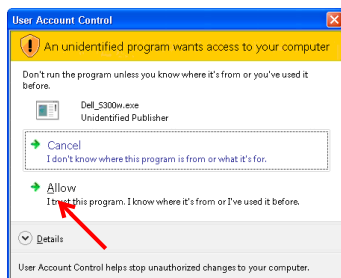 User Account Control
An unidentified program wants access to your computer
Don't run the program unless you know where it's from or you've used it
before.
Dell_5300w.exe
Unidentified Publisher
Cancel
I don't know where this program is from or what it's for.
Allow
I trust this program. I know where it's from or I've used it before.
Details
User Account Control helps stop unauthorized changes to your computer.